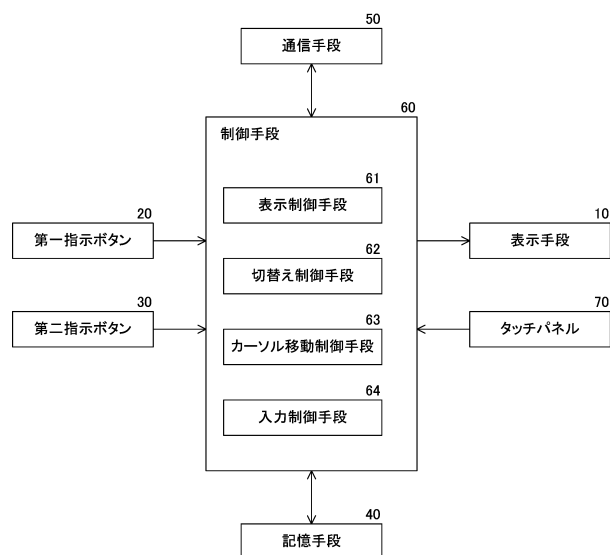 50
通信手段
60
制御手段
61
表示制御手段
20
第一指示ボタン
10
表示手段
62
切替え制御手段
30
第二指示ボタン
70
タッチパネル
63
カーソル移動制御手段
64
入力制御手段
40
記憶手段